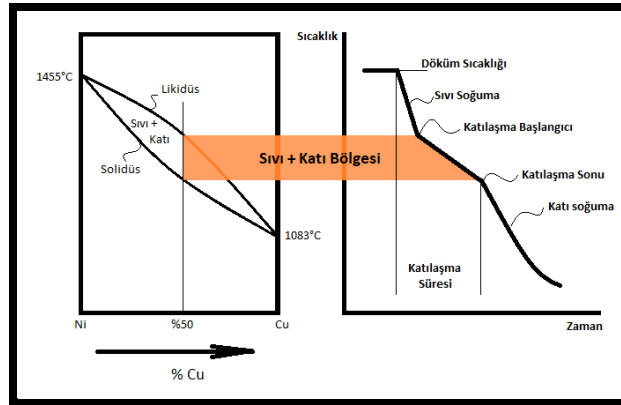 Sıcaklık
1455°C
Likidüs
Sıvı +
Katı
Solidüs
1083°C
Ni
%50
Cu
% Cu
Sıvı + Katı Bölgesi
Döküm Sıcaklığı
Sıvı Soğuma
Katılaşma Başlangıcı
Katılaşma Sonu
Katı soğuma
Katılaşma
Süresi
Zaman